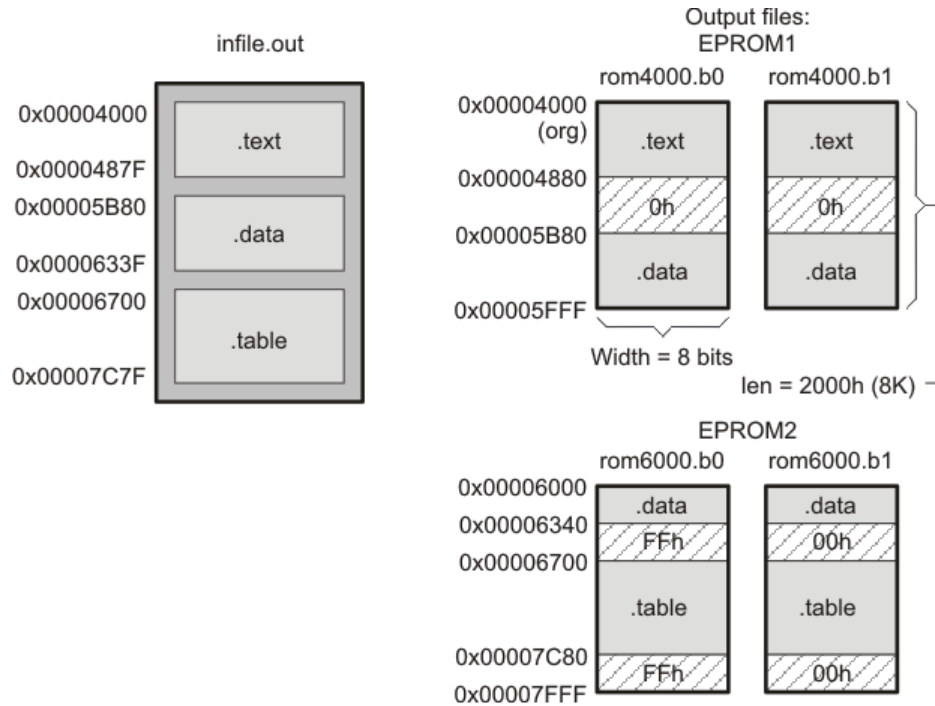 infile.out
0x00004000
.text
0x0000487F
0x00005B80
.data
0x0000633F
0x00006700
.table
0x00007C7F
Output files:
EPROM1
rom4000.b0 rom4000.b1
0x00004000
(org)
.text .text
0x00004880
0h 0h
0x00005B80
.data .data
0x00005FFF
Width = 8 bits
len = 2000h (8K)
EPROM2
rom6000.b0 rom6000.b1
0x00006000
.data .data
0x00006340
FFh 00h
0x00006700
.table .table
0x00007C80
FFh 00h
0x00007FFF